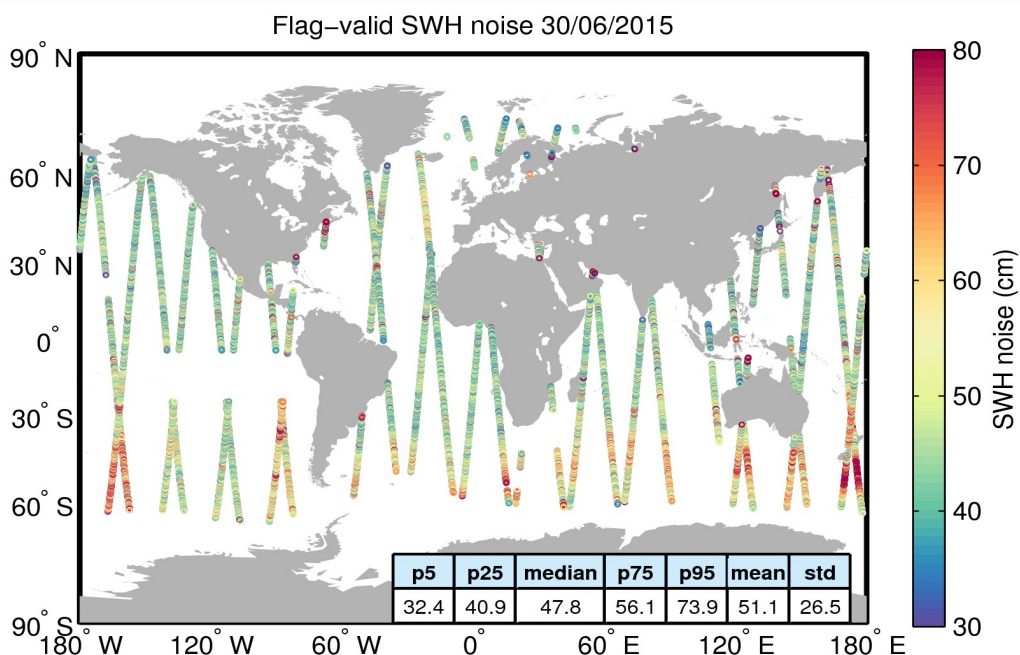 Flag−valid SWH noise 30/06/2015
90° N
60° N
30° N
0°
30° S
60° S
90° S
180° W
120° W
60° W
0°
60° E
120° E
180° E
80
70
60
50
40
30
SWH noise (cm)
p5 p25 median p75 p95 mean std
32.4 40.9 47.8 56.1 73.9 51.1 26.5